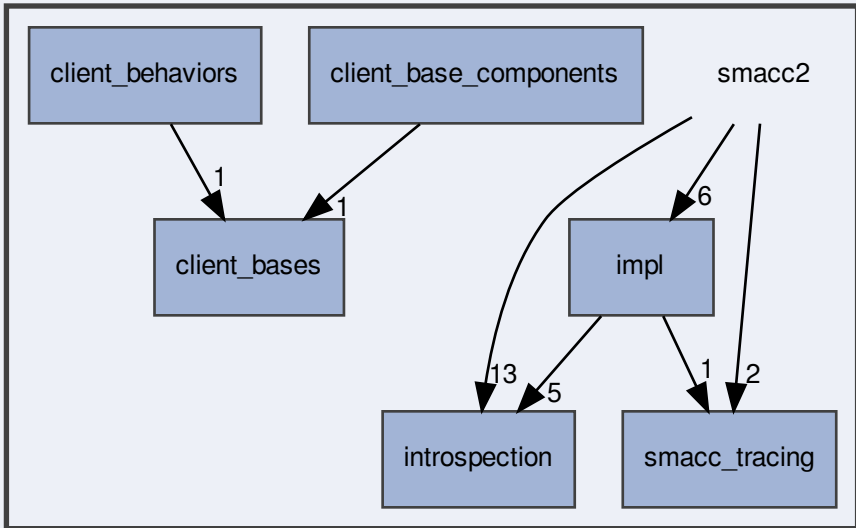 client_behaviors
client_base_components
smacc2
1
1
6
client_bases
impl
13
5
1
2
introspection
smacc_tracing